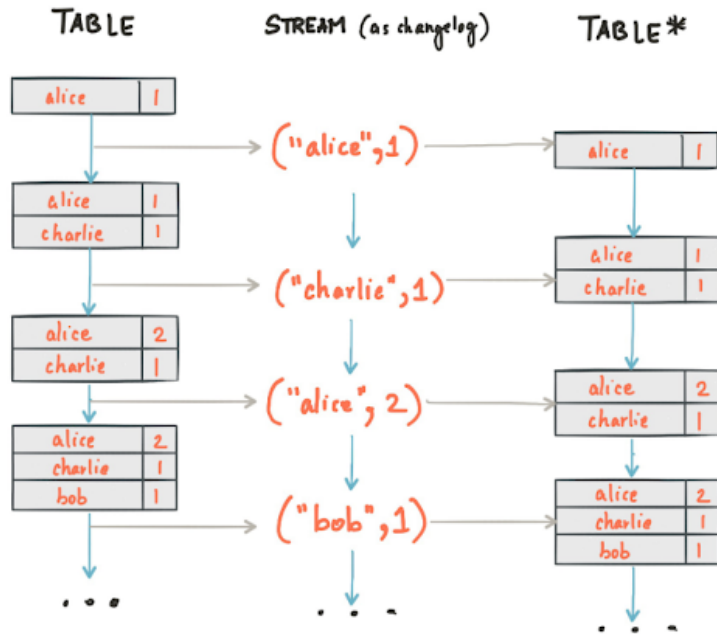 TABLE
STREAM (as changelog)
TABLE*
alice 1
("alice", 1)
alice 1
alice 1
charlie 1
("charlie", 1)
alice 1
charlie 1
alice 2
charlie 1
("alice", 2)
alice 2
charlie 1
alice 2
charlie 1
bob 1
("bob", 1)
alice 2
charlie 1
bob 1
...
...
...